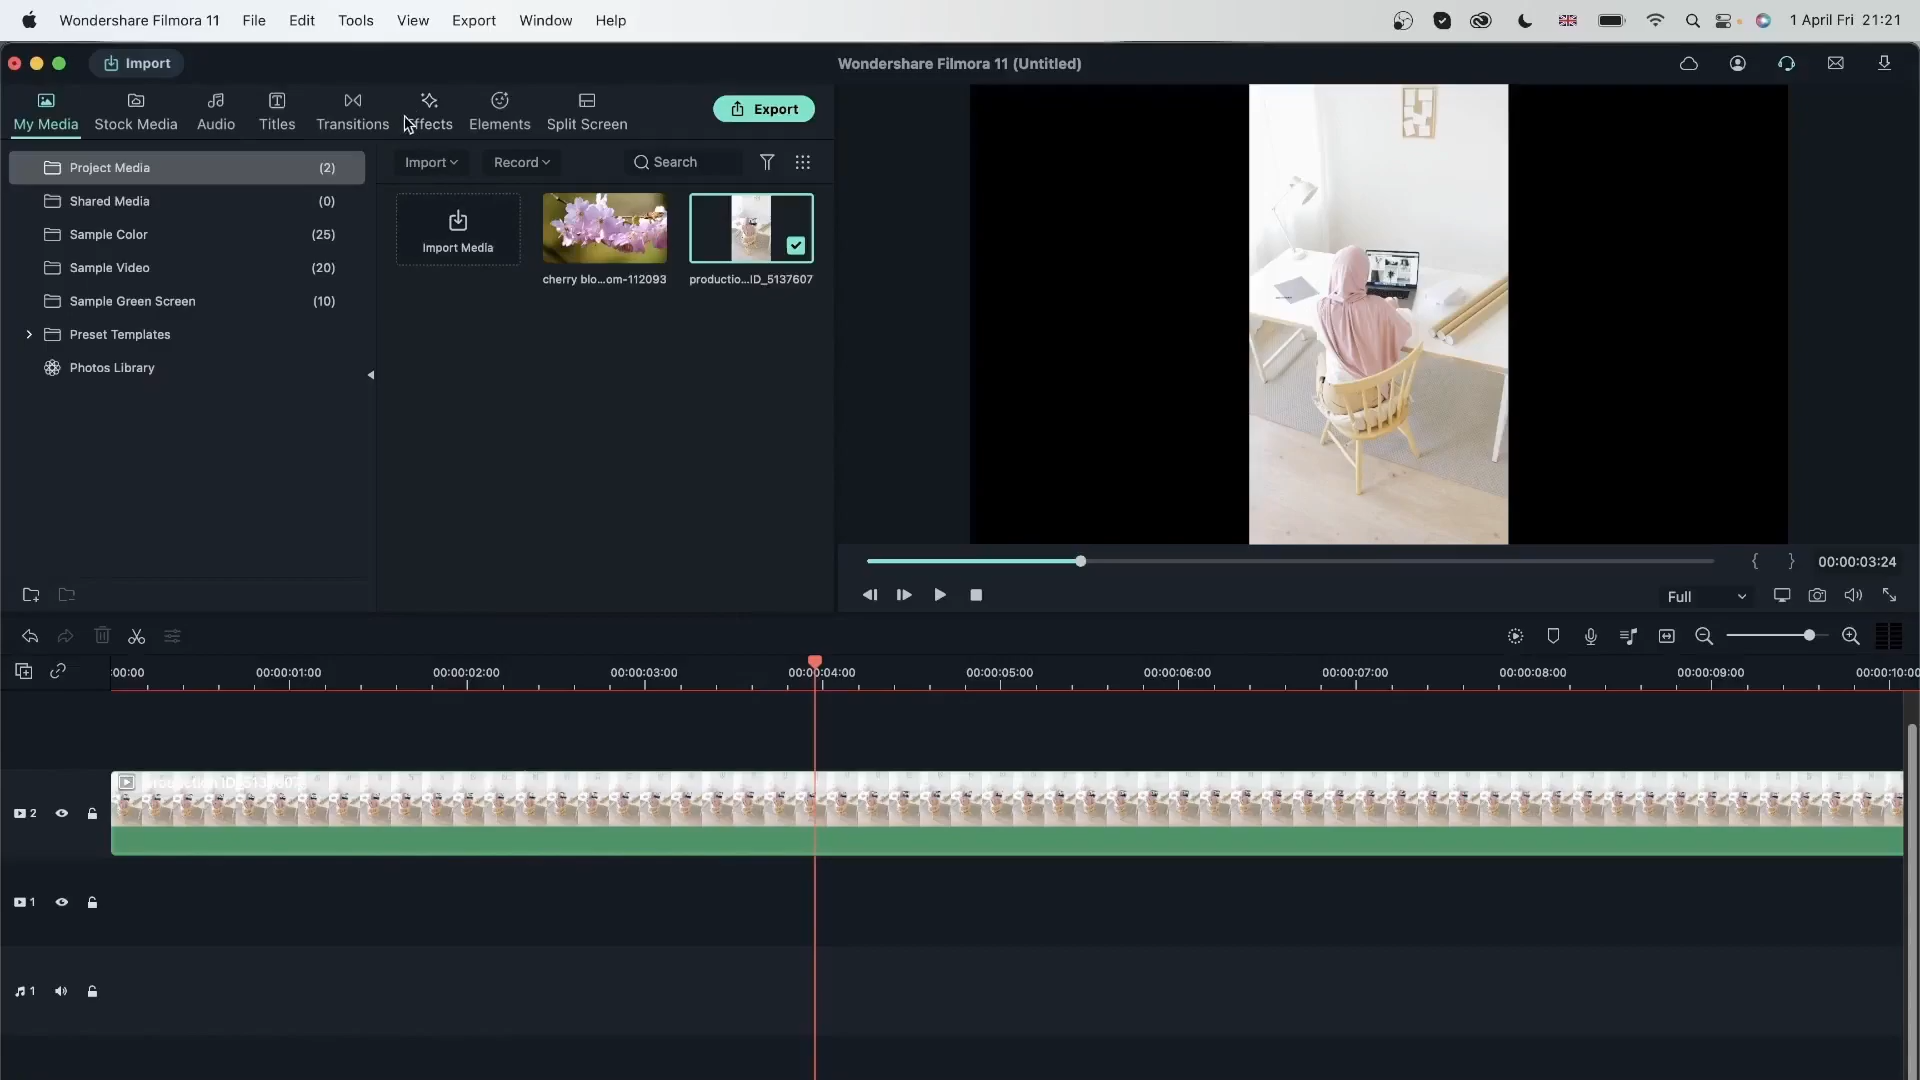 Wondershare Filmora 11 File Edit Tools View Export Window Help 1 April Fri 21:21
Import Wondershare Filmora 11 (Untitled)
My Media Stock Media Audio Titles Transitions Effects Elements Split Screen Export
Project Media (2)
Shared Media (0)
Sample Color (25)
Sample Video (20)
Sample Green Screen (10)
Preset Templates
Photos Library
Import Record Search
Import Media
cherry blo...om-112093
productio...ID_5137607
{ } 00:00:03:24
Full
:00:00 00:00:01:00 00:00:02:00 00:00:03:00 00:00:04:00 00:00:05:00 00:00:06:00 00:00:07:00 00:00:08:00 00:00:09:00 00:00:10:00
2
1
1